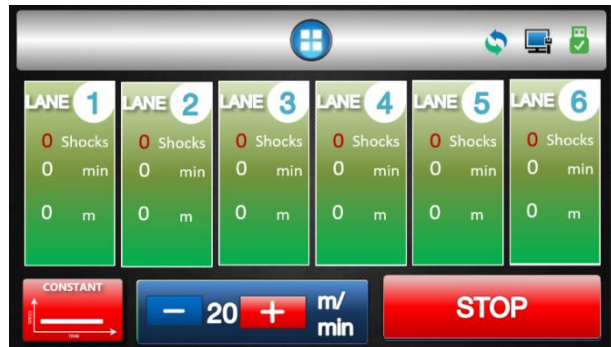 LANE 1 LANE 2 LANE 3 LANE 4 LANE 5 LANE 6
0 Shocks 0 Shocks 0 Shocks 0 Shocks 0 Shocks 0 Shocks
0 min 0 min 0 min 0 min 0 min 0 min
0 m 0 m 0 m 0 m 0 m 0 m
CONSTANT
SPEED
TIME
− 20 + m/
min
STOP